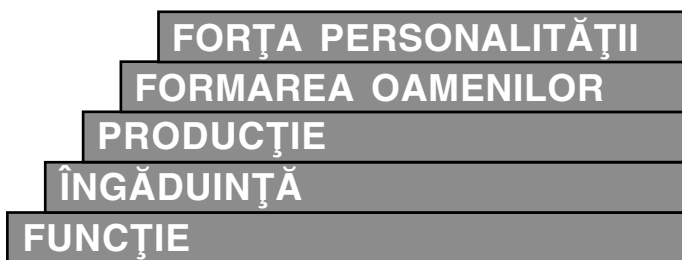 FORŢA PERSONALITĂŢII
FORMAREA OAMENILOR
PRODUCŢIE
ÎNGĂDUINŢĂ
FUNCŢIE